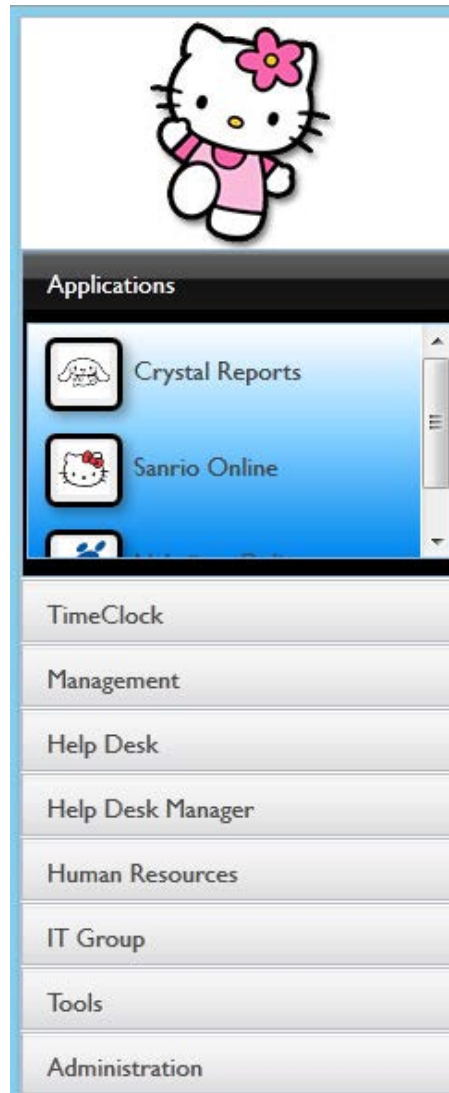 Applications
Crystal Reports
Sanrio Online
TimeClock
Management
Help Desk
Help Desk Manager
Human Resources
IT Group
Tools
Administration